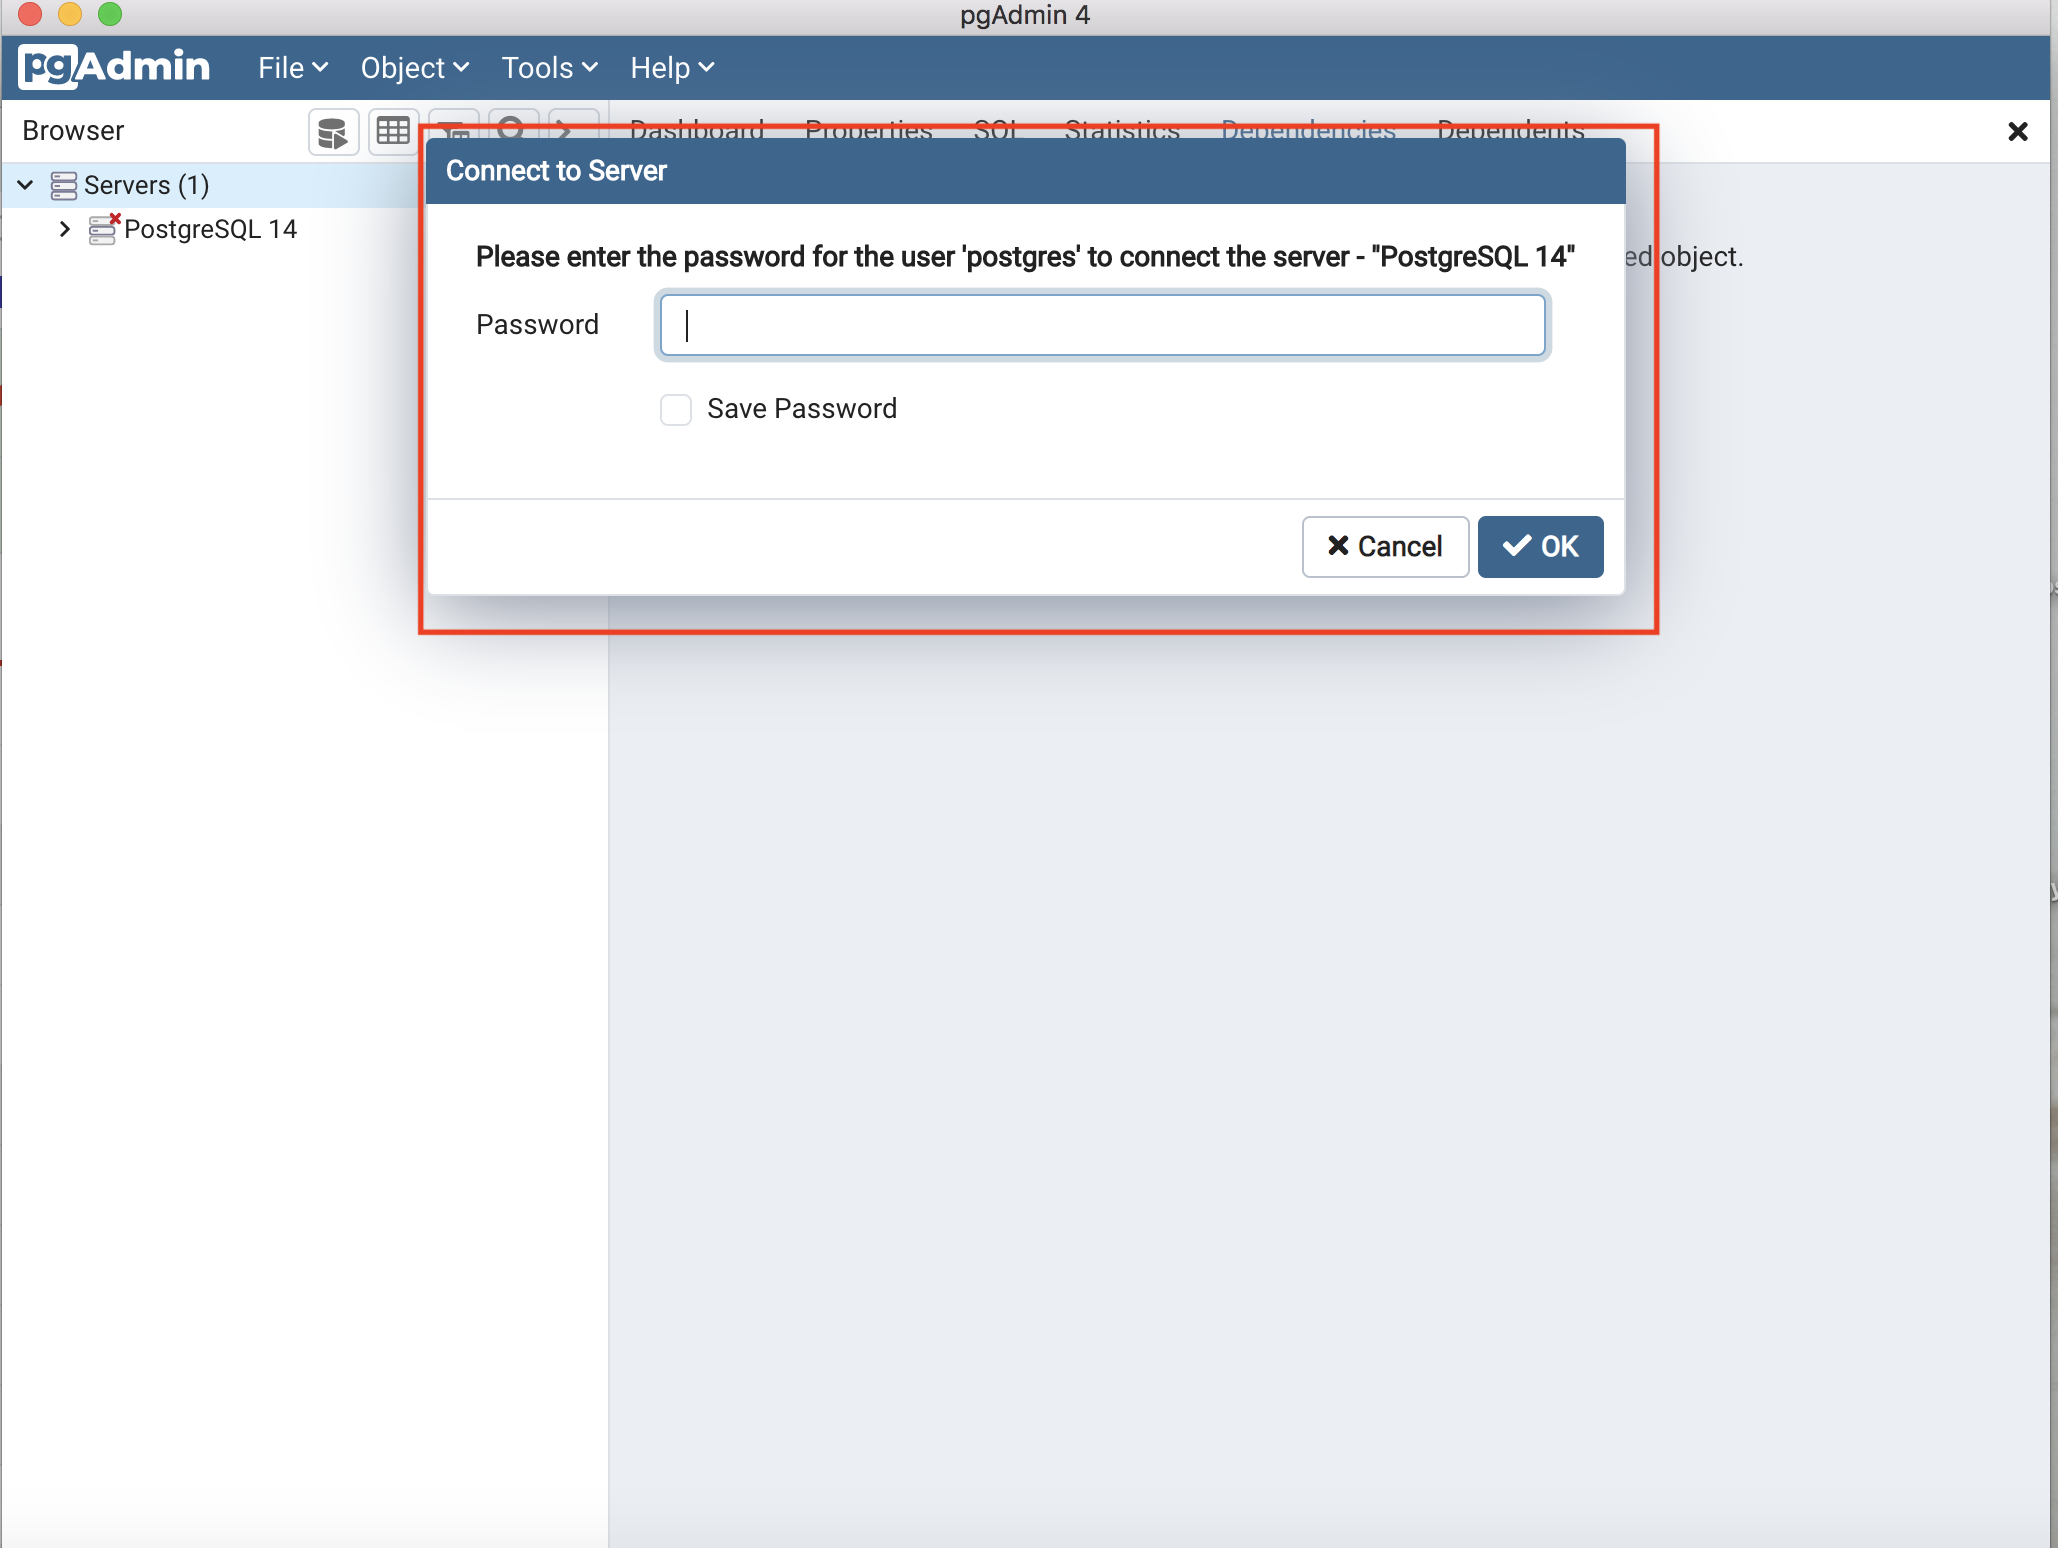 pgAdmin 4
pgAdmin File Object Tools Help
Browser Dashboard Properties SQL Statistics Dependencies Dependents
Connect to Server
Servers (1)
PostgreSQL 14
Please enter the password for the user 'postgres' to connect the server - "PostgreSQL 14"
ed object.
Password
Save Password
Cancel OK